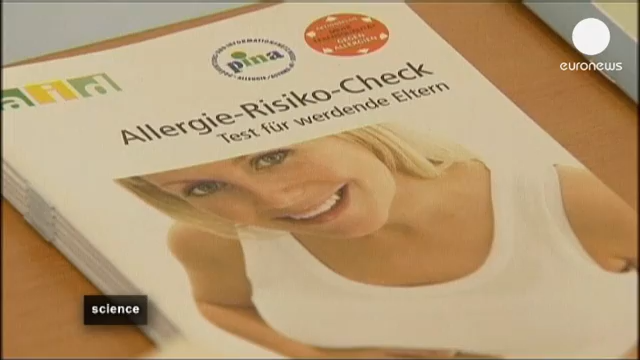 aid
pina
GEGEN
ALLERGIEN
Allergie-Risiko-Check
Test für werdende Eltern
euronews
science